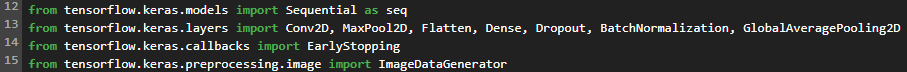 12 from tensorflow.keras.models import Sequential as seq
13 from tensorflow.keras.layers import Conv2D, MaxPool2D, Flatten, Dense, Dropout, BatchNormalization, GlobalAveragePooling2D
14 from tensorflow.keras.callbacks import EarlyStopping
15 from tensorflow.keras.preprocessing.image import ImageDataGenerator